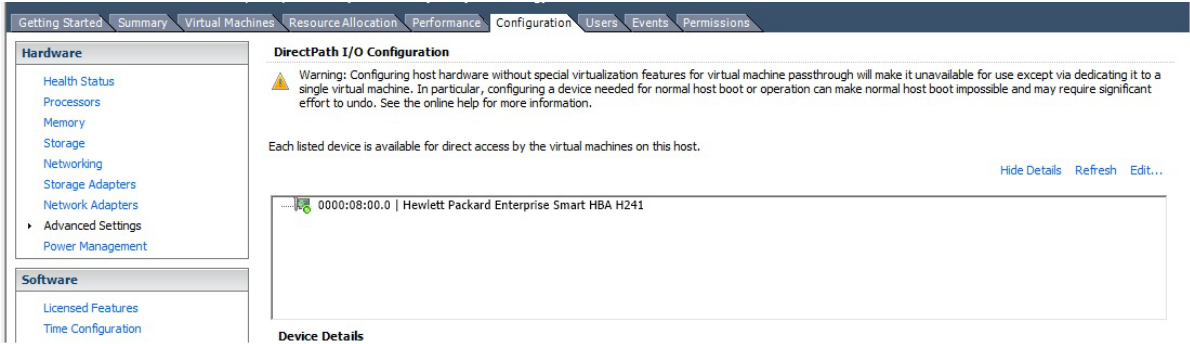 Getting Started Summary Virtual Machines Resource Allocation Performance Configuration Users Events Permissions
Hardware
Health Status
Processors
Memory
Storage
Networking
Storage Adapters
Network Adapters
Advanced Settings
Power Management
Software
Licensed Features
Time Configuration
DirectPath I/O Configuration
Warning: Configuring host hardware without special virtualization features for virtual machine passthrough will make it unavailable for use except via dedicating it to a
single virtual machine. In particular, configuring a device needed for normal host boot or operation can make normal host boot impossible and may require significant
effort to undo. See the online help for more information.
Each listed device is available for direct access by the virtual machines on this host.
Hide Details Refresh Edit...
0000:08:00.0 | Hewlett Packard Enterprise Smart HBA H241
Device Details